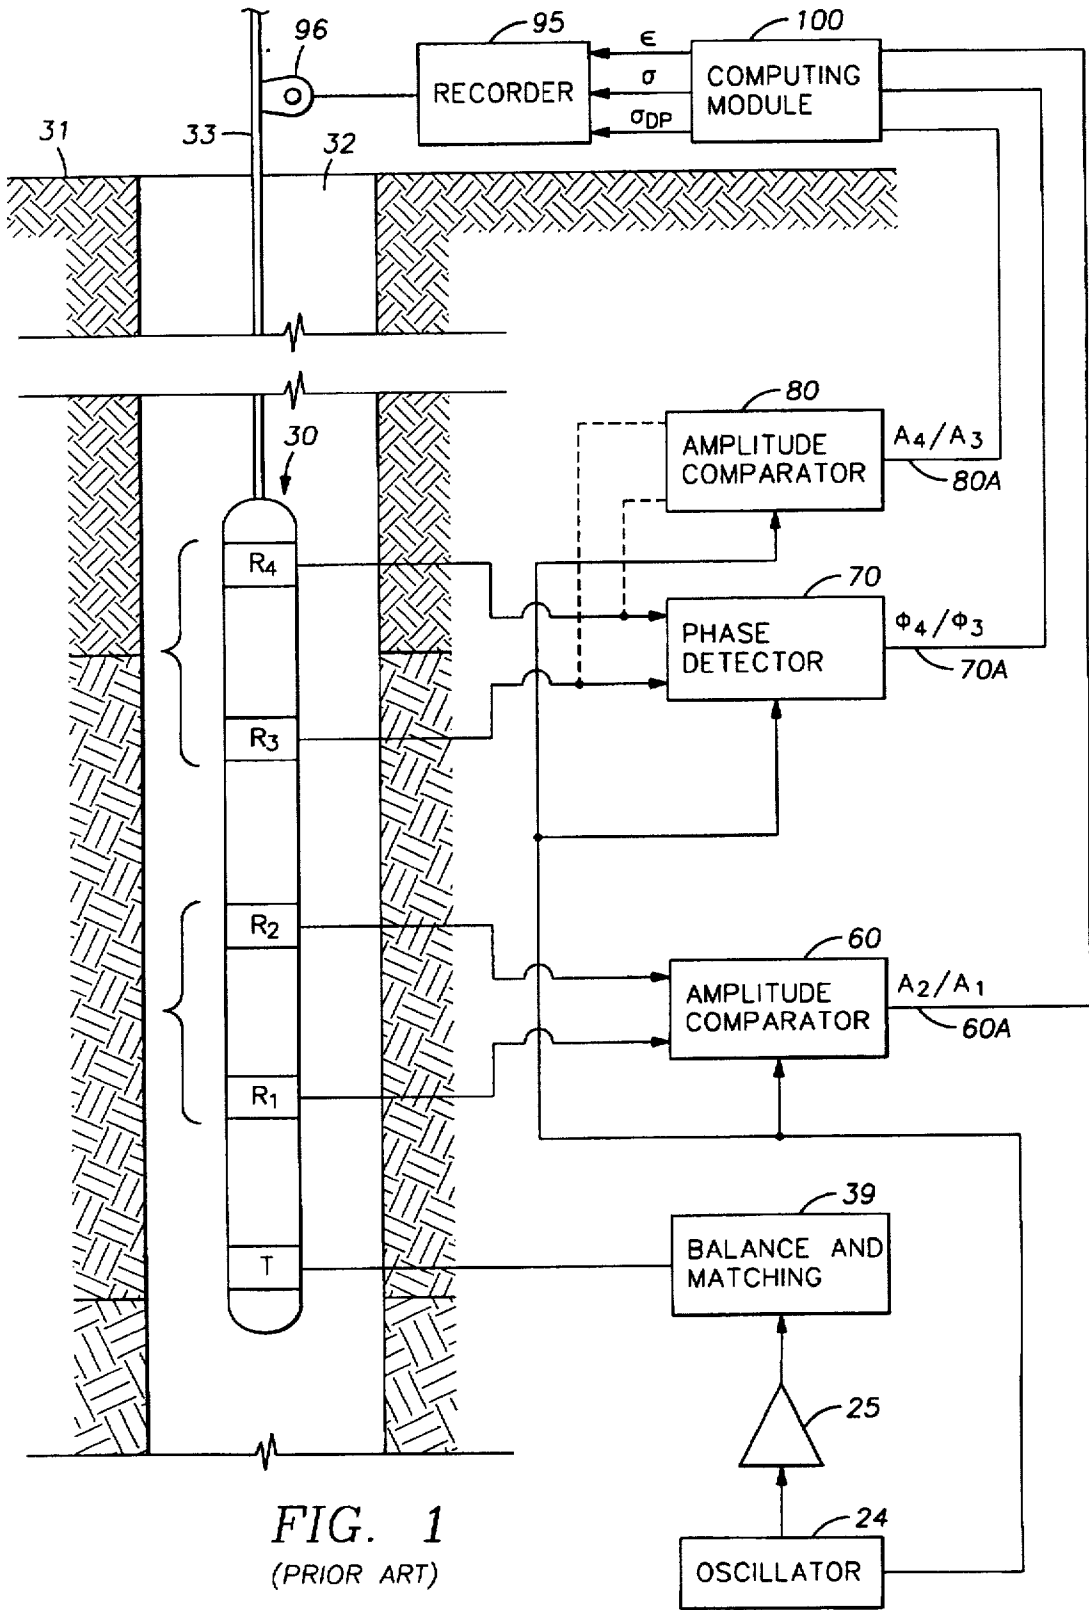 96
95
100
ϵ
σ
σDP
RECORDER
COMPUTING
MODULE
31
33
32
30
80
AMPLITUDE
COMPARATOR
A4/A3
80A
R4
70
PHASE
DETECTOR
Φ4/Φ3
70A
R3
R2
60
AMPLITUDE
COMPARATOR
A2/A1
60A
R1
39
BALANCE AND
MATCHING
T
25
24
OSCILLATOR
FIG. 1
(PRIOR ART)